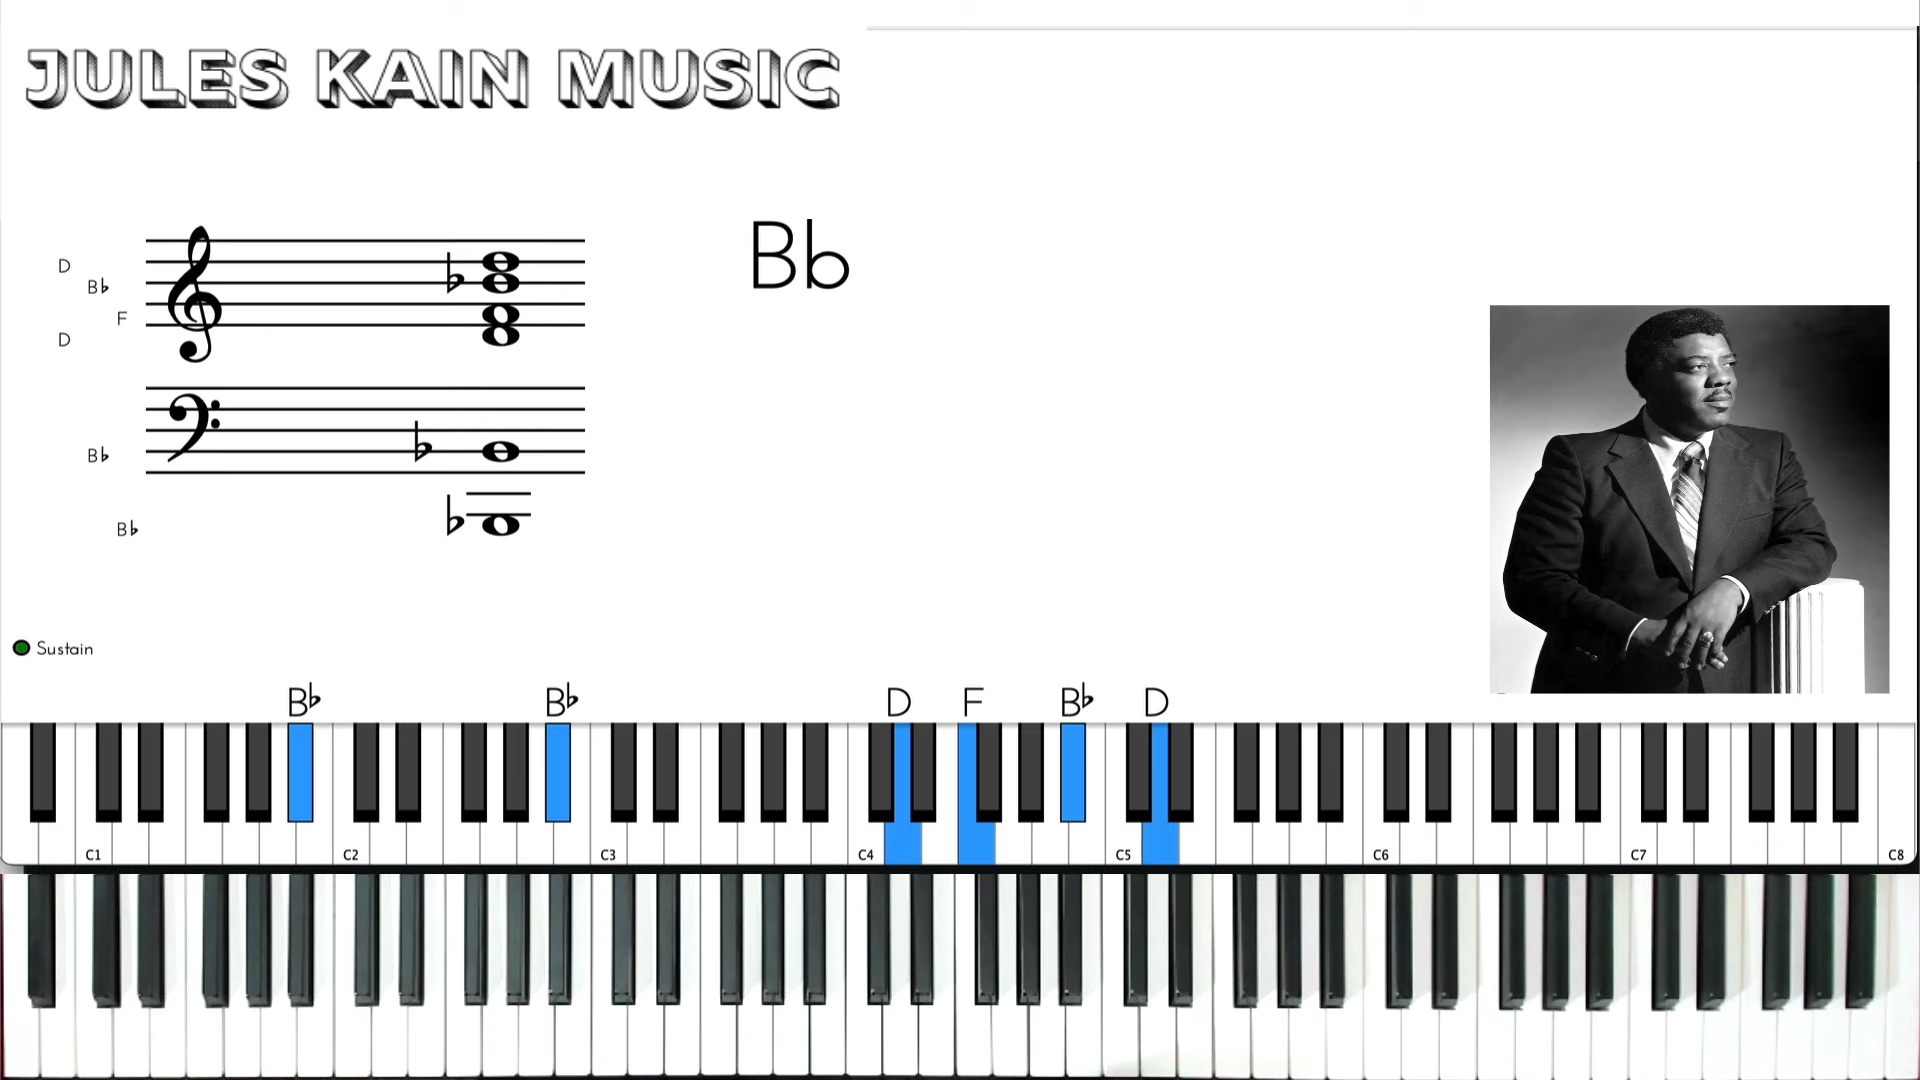 JULES KAIN MUSIC
Bb
D
B♭
F
D
B♭
B♭
Sustain
B♭ B♭ D F B♭ D
C1 C2 C3 C4 C5 C6 C7 C8